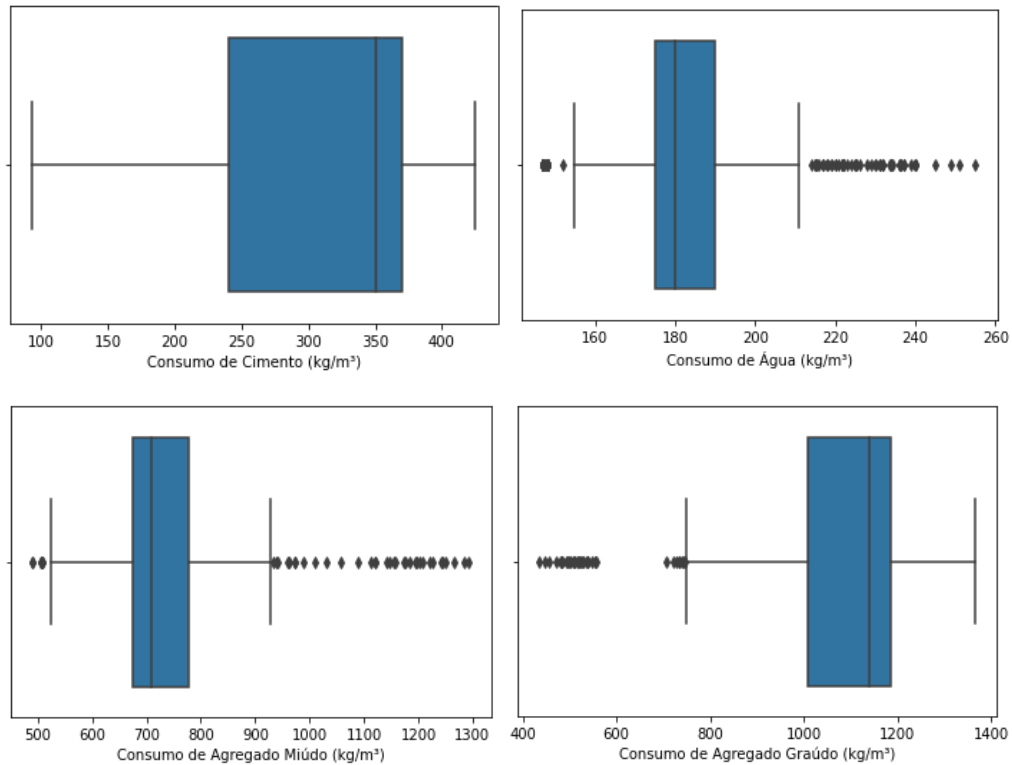 100 150 200 250 300 350 400
Consumo de Cimento (kg/m³)
160 180 200 220 240 260
Consumo de Água (kg/m³)
500 600 700 800 900 1000 1100 1200 1300
Consumo de Agregado Miúdo (kg/m³)
400 600 800 1000 1200 1400
Consumo de Agregado Graúdo (kg/m³)